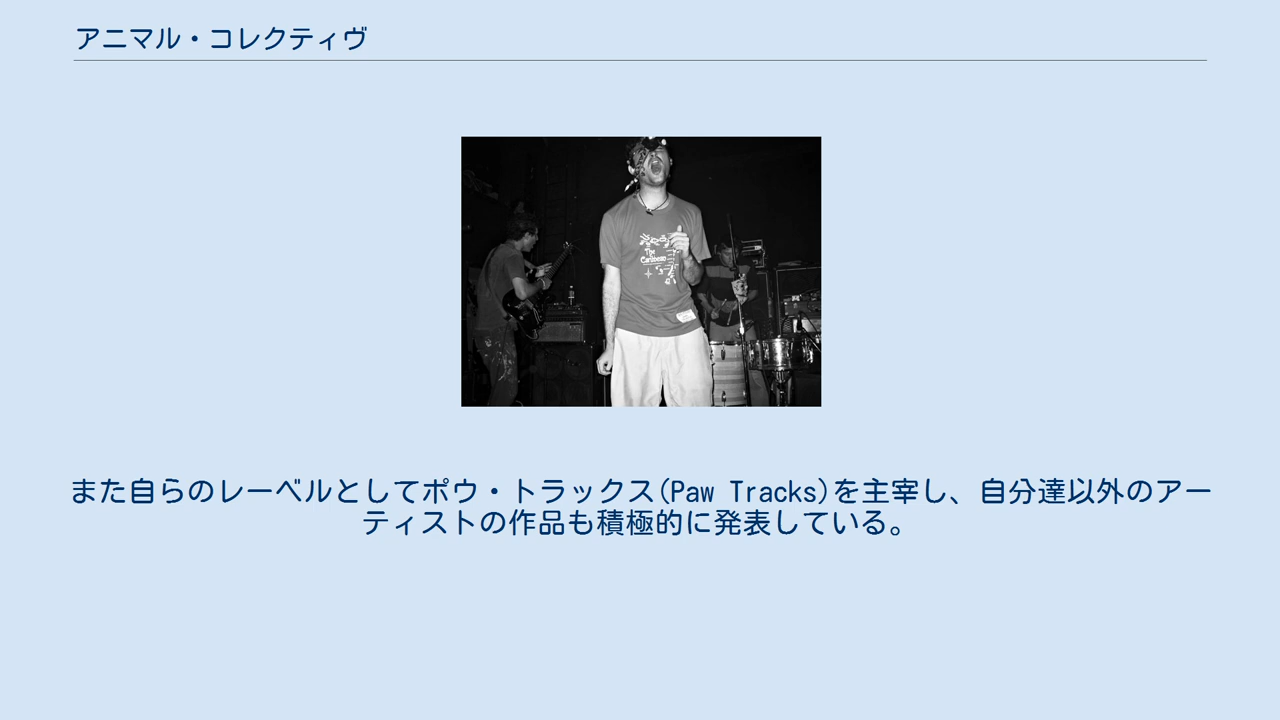 アニマル・コレクティヴ
The
Caribbean
また自らのレーベルとしてポウ・トラックス(Paw Tracks)を主宰し、自分達以外のアー
ティストの作品も積極的に発表している。